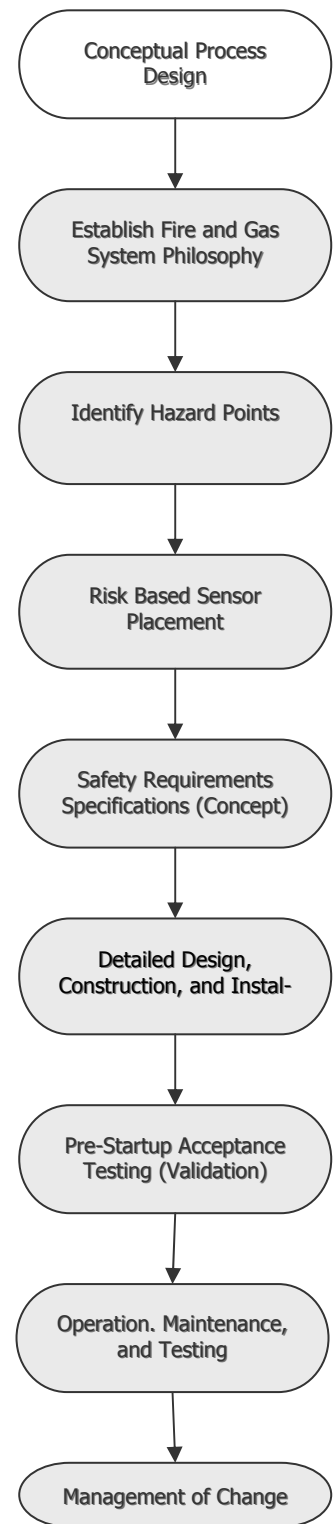 Conceptual Process
Design
Establish Fire and Gas
System Philosophy
Identify Hazard Points
Risk Based Sensor
Placement
Safety Requirements
Specifications (Concept)
Detailed Design,
Construction, and Instal-
Pre-Startup Acceptance
Testing (Validation)
Operation. Maintenance,
and Testing
Management of Change